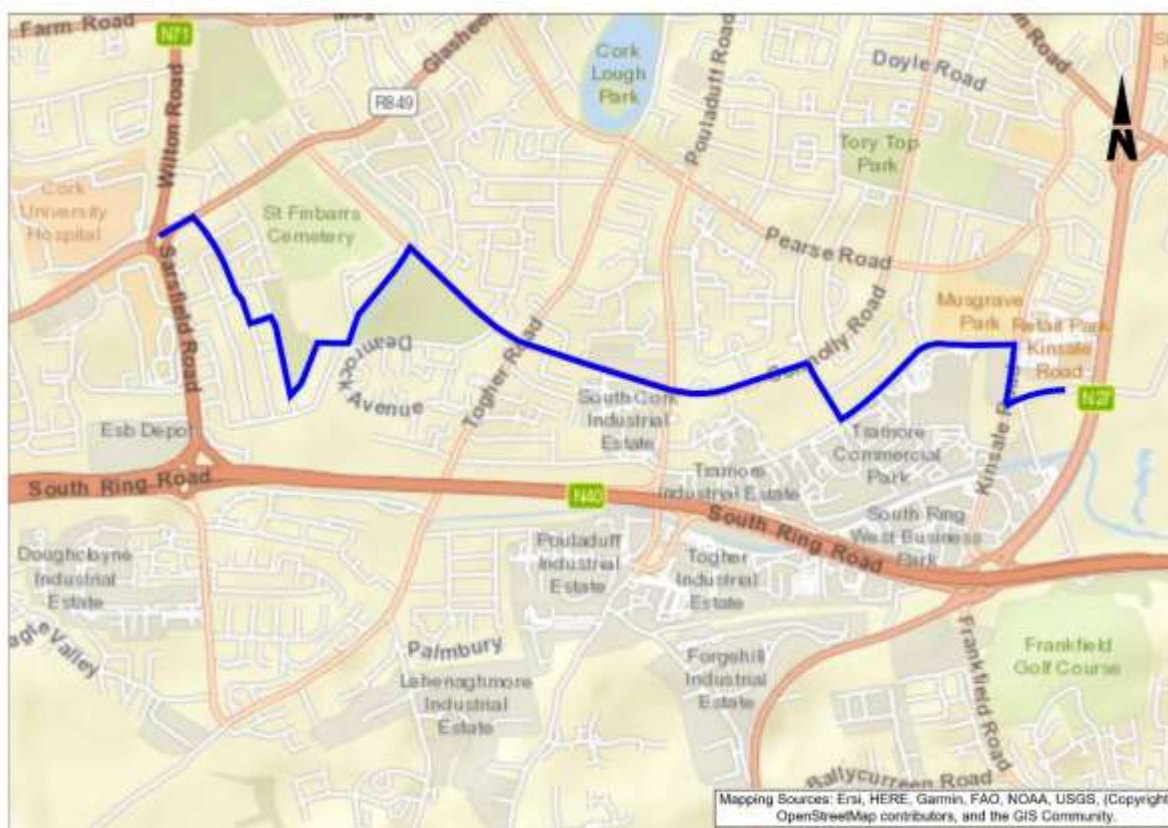 Farm Road
N71
Glasheen
R849
Wilton Road
Cork
Lough
Park
Pouladuff Road
Doyle Road
Road
N
Tory Top
Park
Cork
University
Hospital
St Finbarrs
Cemetery
Sarsfield Road
Pearse Road
Musgrave
Park
Retail Park
Kinsale
Road
Deanrock
Avenue
Togher Road
Connolly Road
South Cork
Industrial
Estate
N27
Kinsale
Esb Depot
Tramore
Commercial
Park
South Ring Road
N40
Tramore
Industrial Estate
South Ring Road
South Ring
West Business
Park
Doughcloyne
Industrial
Estate
Pouladuff
Industrial
Estate
Togher
Industrial
Estate
Eagle Valley
Palmbury
Lehenaghmore
Industrial
Estate
Forgehill
Industrial
Estate
Frankfield
Golf Course
Frankfield Road
Ballycurreen Road
Mapping Sources: Ersi, HERE, Garmin, FAO, NOAA, USGS, (Copyright
OpenStreetMap contributors, and the GIS Community.